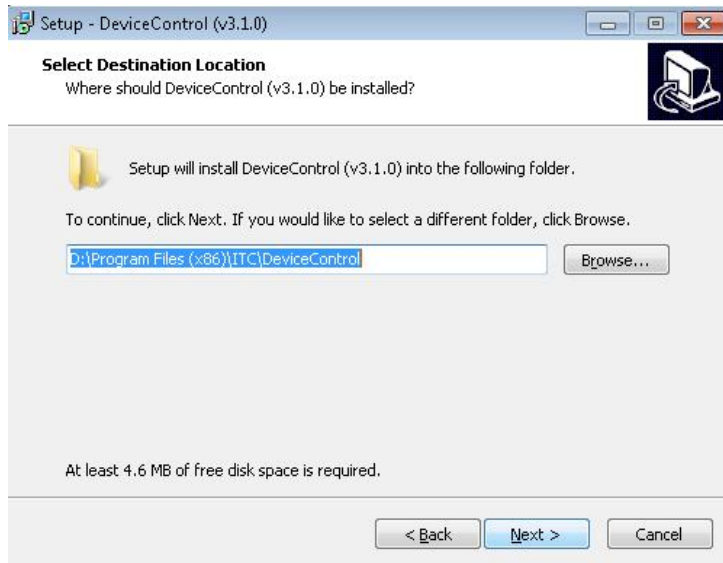 Setup - DeviceControl (v3.1.0)
Select Destination Location
Where should DeviceControl (v3.1.0) be installed?
Setup will install DeviceControl (v3.1.0) into the following folder.
To continue, click Next. If you would like to select a different folder, click Browse.
D:\Program Files (x86)\ITC\DeviceControl
Browse...
At least 4.6 MB of free disk space is required.
< Back
Next >
Cancel